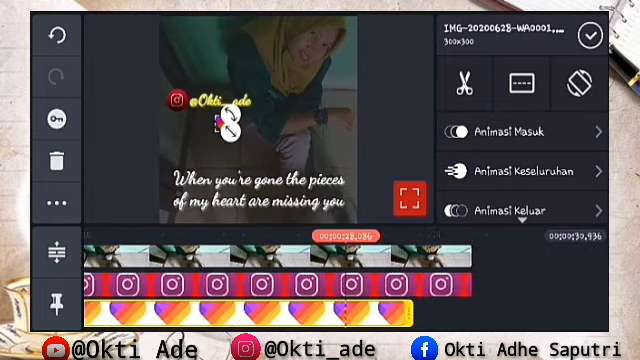 IMG-20200628-WA0001,...
300x300
@Okti_ade
Animasi Masuk
Animasi Keseluruhan
When you're gone the pieces
of my heart are missing you
Animasi Keluar
00:00:28,036
00:00:30,936
@Okti Ade
@Okti_ade
Okti Adhe Saputri